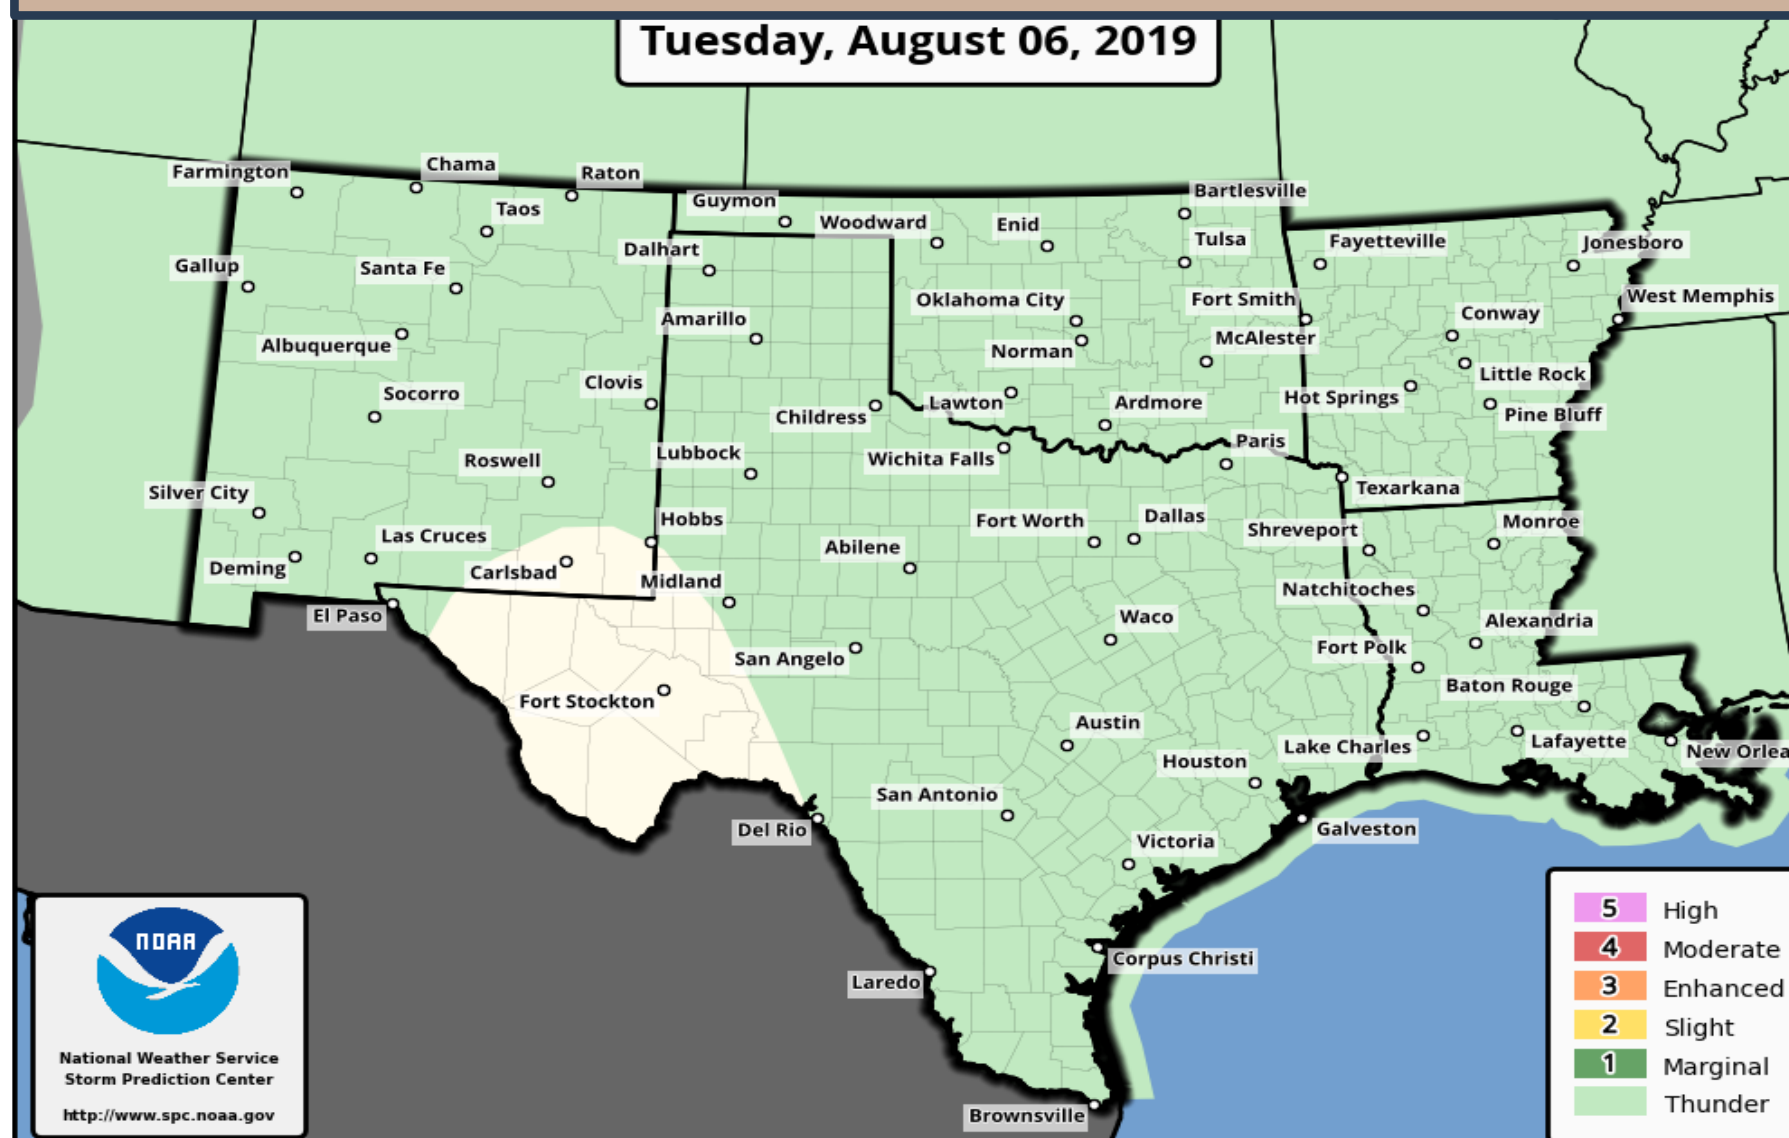 Tuesday, August 06, 2019
Farmington
Chama
Raton
Taos
Guymon
Woodward
Enid
Bartlesville
Tulsa
Fayetteville
Jonesboro
Gallup
Santa Fe
Dalhart
Oklahoma City
Fort Smith
Conway
West Memphis
Albuquerque
Amarillo
Norman
McAlester
Little Rock
Socorro
Clovis
Childress
Lawton
Ardmore
Hot Springs
Pine Bluff
Roswell
Lubbock
Wichita Falls
Paris
Texarkana
Silver City
Las Cruces
Hobbs
Fort Worth
Dallas
Shreveport
Monroe
Deming
Carlsbad
Midland
Abilene
Natchitoches
El Paso
Waco
Alexandria
San Angelo
Fort Polk
Fort Stockton
Baton Rouge
Austin
Lake Charles
Lafayette
New Orlea
Houston
San Antonio
Del Rio
Galveston
Victoria
Corpus Christi
Laredo
Brownsville
NOAA
National Weather Service
Storm Prediction Center
http://www.spc.noaa.gov
5 High
4 Moderate
3 Enhanced
2 Slight
1 Marginal
Thunder